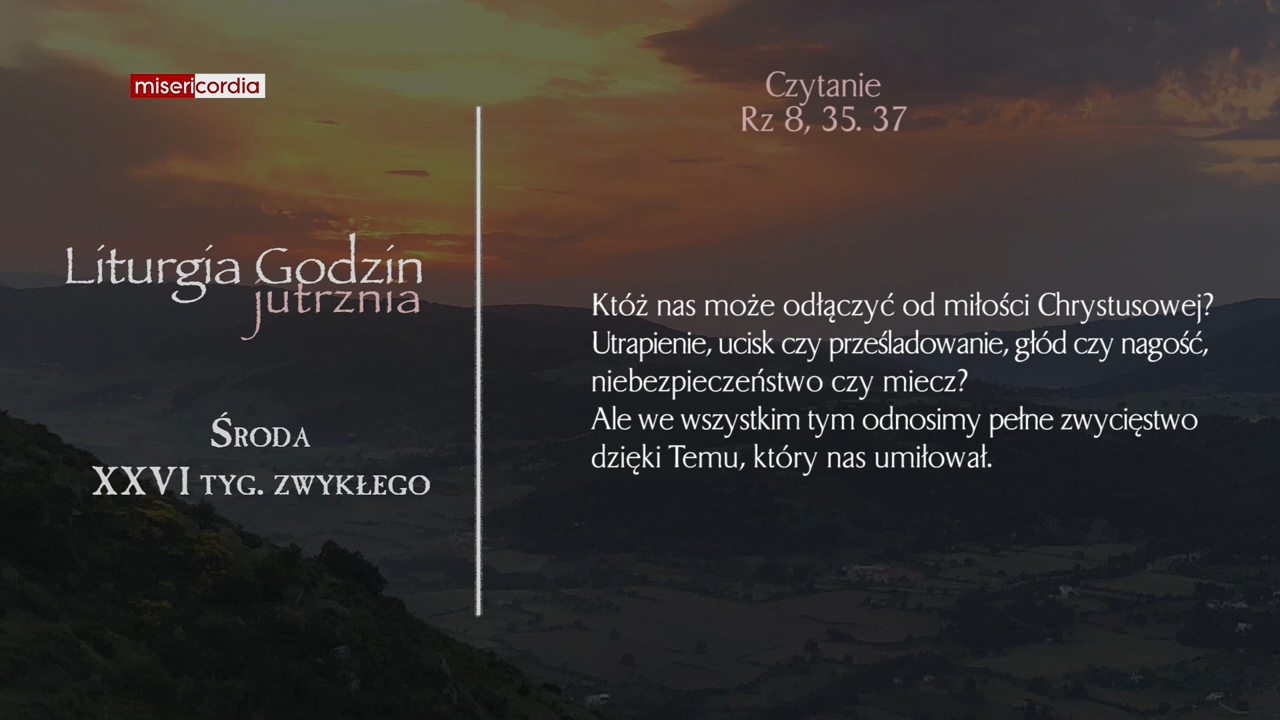 misericordia
Liturgia Godzin
jutrznia
Środa
XXVI tyg. zwykłego
Czytanie
Rz 8, 35. 37
Któż nas może odłączyć od miłości Chrystusowej?
Utrapienie, ucisk czy prześladowanie, głód czy nagość,
niebezpieczeństwo czy miecz?
Ale we wszystkim tym odnosimy pełne zwycięstwo
dzięki Temu, który nas umiłował.